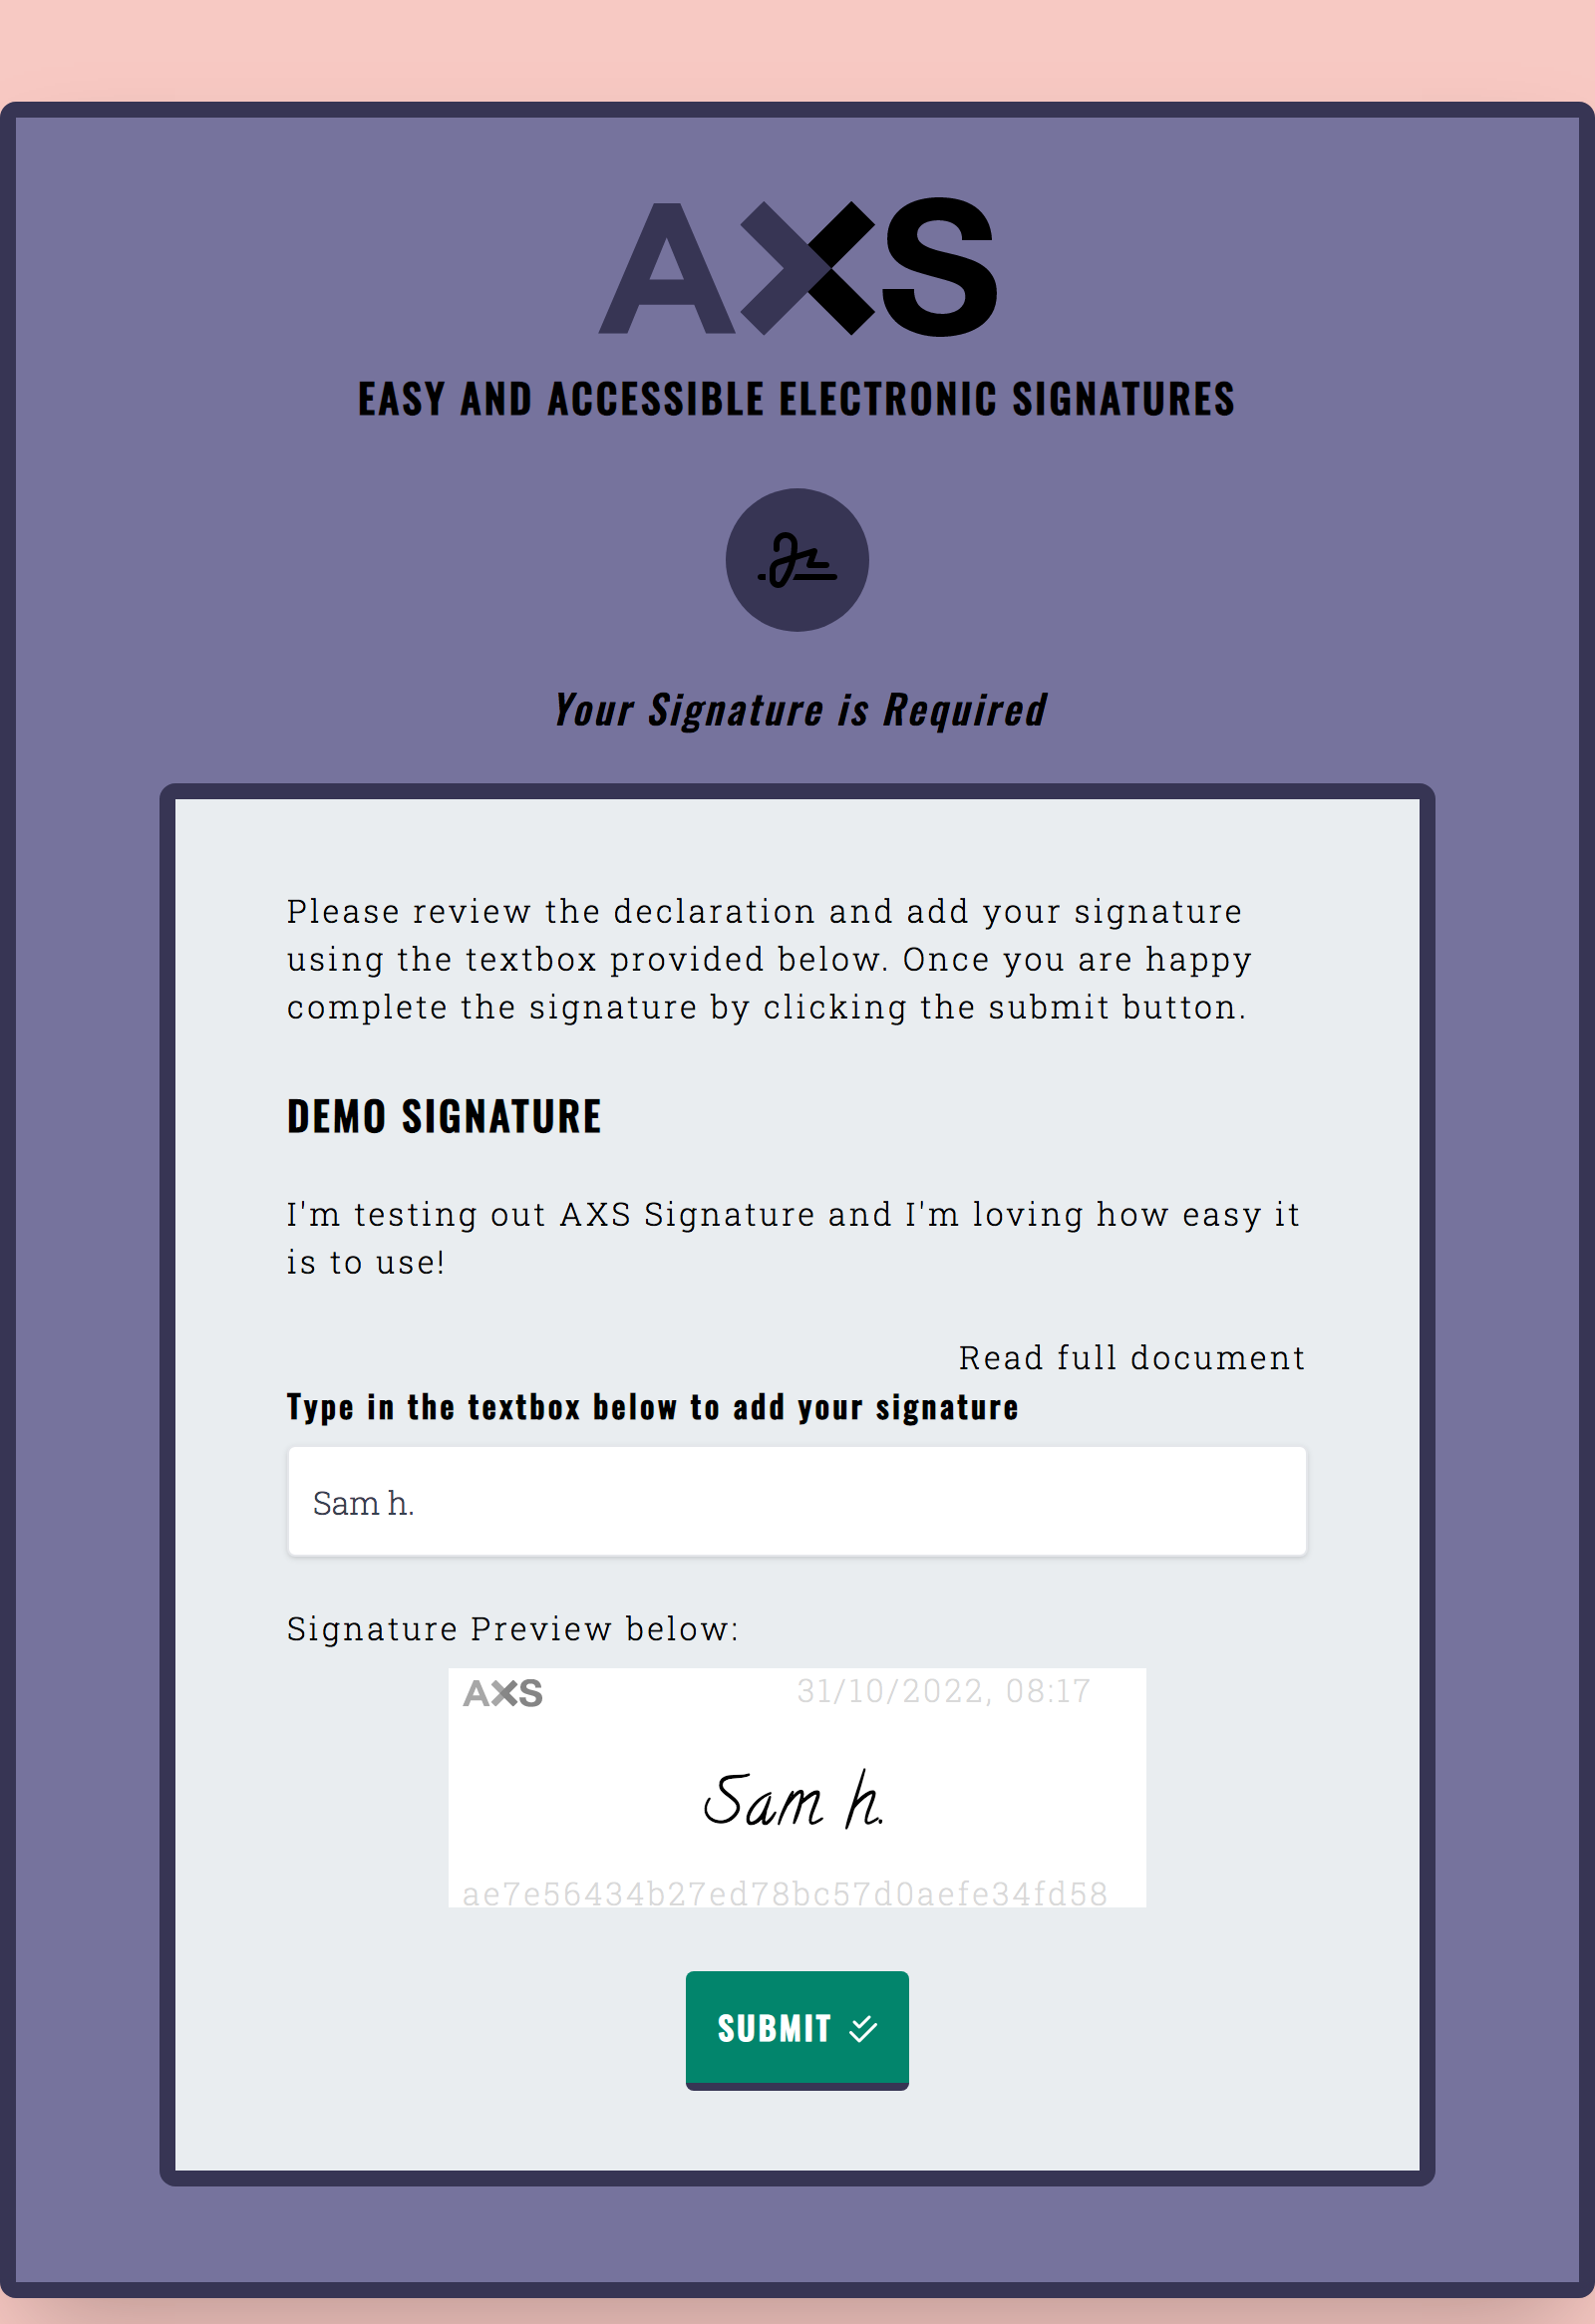 AXS
EASY AND ACCESSIBLE ELECTRONIC SIGNATURES
Your Signature is Required
Please review the declaration and add your signature
using the textbox provided below. Once you are happy
complete the signature by clicking the submit button.
DEMO SIGNATURE
I'm testing out AXS Signature and I'm loving how easy it
is to use!
Read full document
Type in the textbox below to add your signature
Sam h.
Signature Preview below:
AXS 31/10/2022, 08:17
Sam h.
ae7e56434b27ed78bc57d0aefe34fd58
SUBMIT